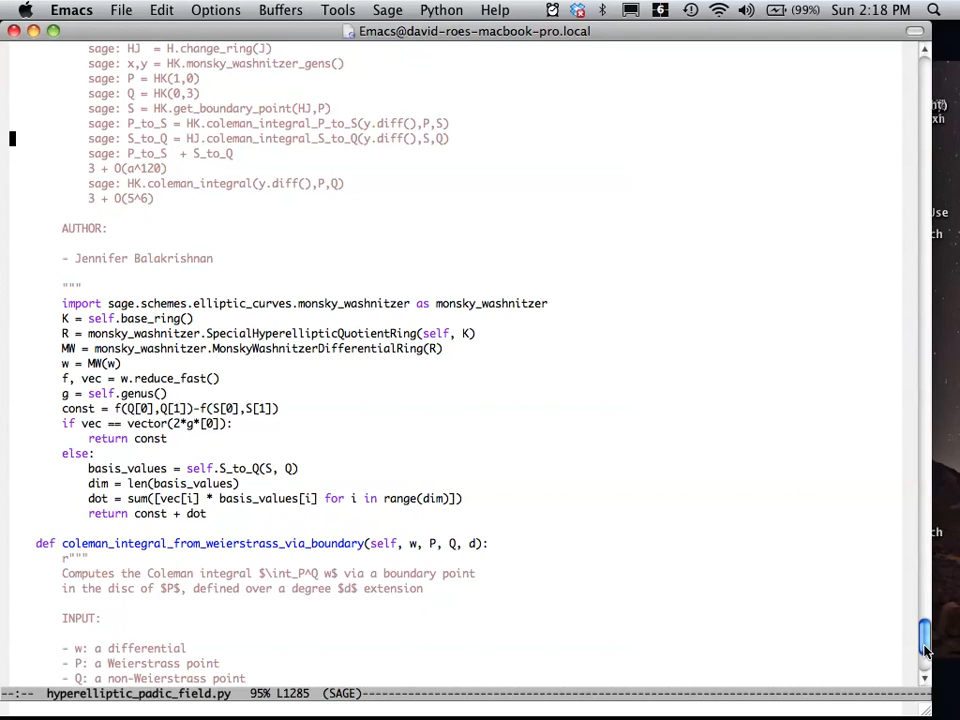 Emacs File Edit Options Buffers Tools Sage Python Help 6 (99%) Sun 2:18 PM
Emacs@david-roes-macbook-pro.local
sage: HJ  = H.change_ring(J)
sage: x,y = HK.monsky_washnitzer_gens()
sage: P = HK(1,0)
sage: Q = HK(0,3)
sage: S = HK.get_boundary_point(HJ,P)
sage: P_to_S = HK.coleman_integral_P_to_S(y.diff(),P,S)
sage: S_to_Q = HJ.coleman_integral_S_to_Q(y.diff(),S,Q)
sage: P_to_S  + S_to_Q
3 + O(a^120)
sage: HK.coleman_integral(y.diff(),P,Q)
3 + O(5^6)
AUTHOR:
- Jennifer Balakrishnan
"""
import sage.schemes.elliptic_curves.monsky_washnitzer as monsky_washnitzer
K = self.base_ring()
R = monsky_washnitzer.SpecialHyperellipticQuotientRing(self, K)
MW = monsky_washnitzer.MonskyWashnitzerDifferentialRing(R)
w = MW(w)
f, vec = w.reduce_fast()
g = self.genus()
const = f(Q[0],Q[1])-f(S[0],S[1])
if vec == vector(2*g*[0]):
return const
else:
basis_values = self.S_to_Q(S, Q)
dim = len(basis_values)
dot = sum([vec[i] * basis_values[i] for i in range(dim)])
return const + dot
def coleman_integral_from_weierstrass_via_boundary(self, w, P, Q, d):
r"""
Computes the Coleman integral $\int_P^Q w$ via a boundary point
in the disc of $P$, defined over a degree $d$ extension
INPUT:
- w: a differential
- P: a Weierstrass point
- Q: a non-Weierstrass point
--:--  hyperelliptic_padic_field.py   95% L1285  (SAGE)
xh
Use
ch
ch